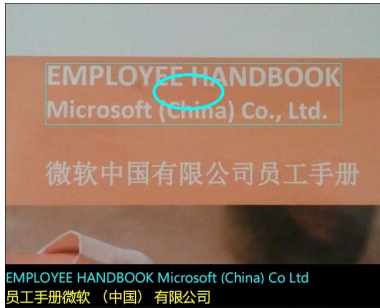 EMPLOYEE HANDBOOK
Microsoft (China) Co., Ltd.
微软中国有限公司员工手册
EMPLOYEE HANDBOOK Microsoft (China) Co Ltd
员工手册微软 （中国） 有限公司